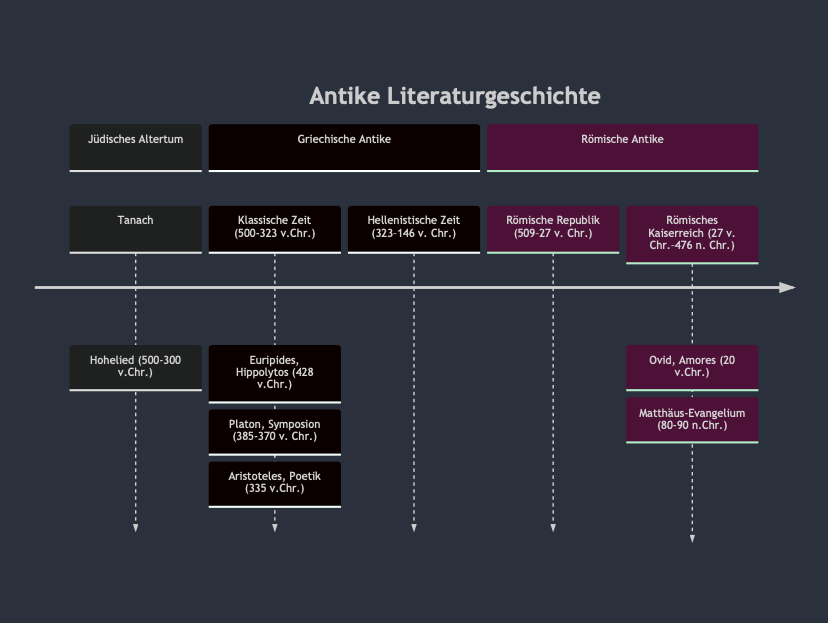 Antike Literaturgeschichte
Jüdisches Altertum
Griechische Antike
Römische Antike
Tanach
Klassische Zeit
(500-323 v.Chr.)
Hellenistische Zeit
(323–146 v. Chr.)
Römische Republik
(509–27 v. Chr.)
Römisches
Kaiserreich (27 v.
Chr.–476 n. Chr.)
Hohelied (500-300
v.Chr.)
Euripides,
Hippolytos (428
v.Chr.)
Platon, Symposion
(385-370 v. Chr.)
Aristoteles, Poetik
(335 v.Chr.)
Ovid, Amores (20
v.Chr.)
Matthäus-Evangelium
(80-90 n.Chr.)